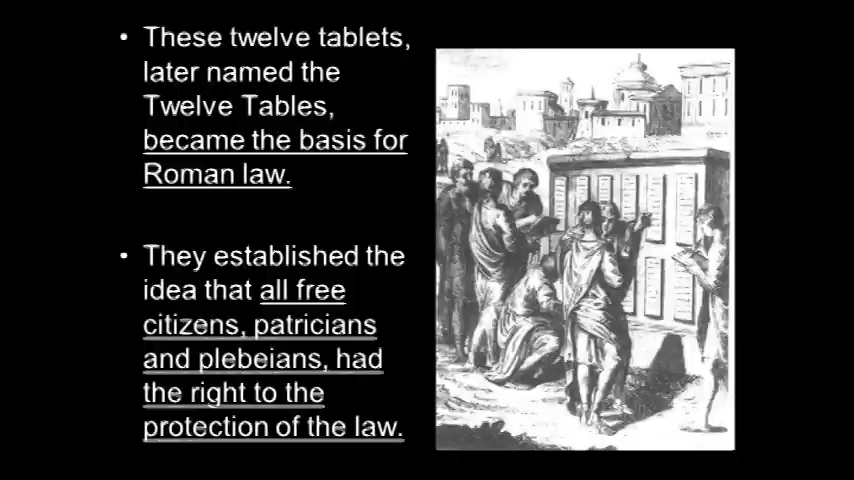 • These twelve tablets,
later named the
Twelve Tables,
became the basis for
Roman law.
• They established the
idea that all free
citizens, patricians
and plebeians, had
the right to the
protection of the law.